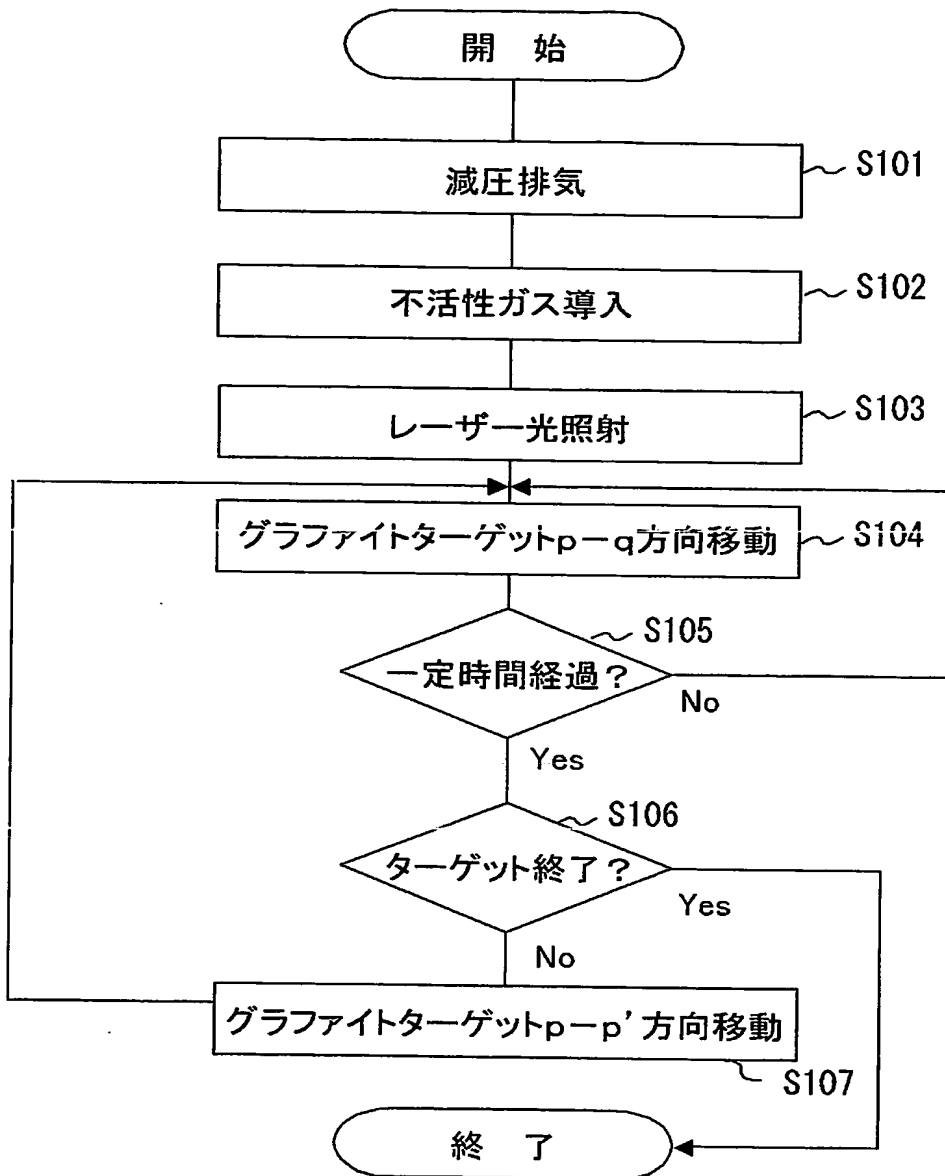 開 始
減圧排気
S101
不活性ガス導入
S102
レーザー光照射
S103
グラファイトターゲットp-q方向移動
S104
一定時間経過?
S105
No
Yes
ターゲット終了?
S106
Yes
No
グラファイトターゲットp-p'方向移動
S107
終 了